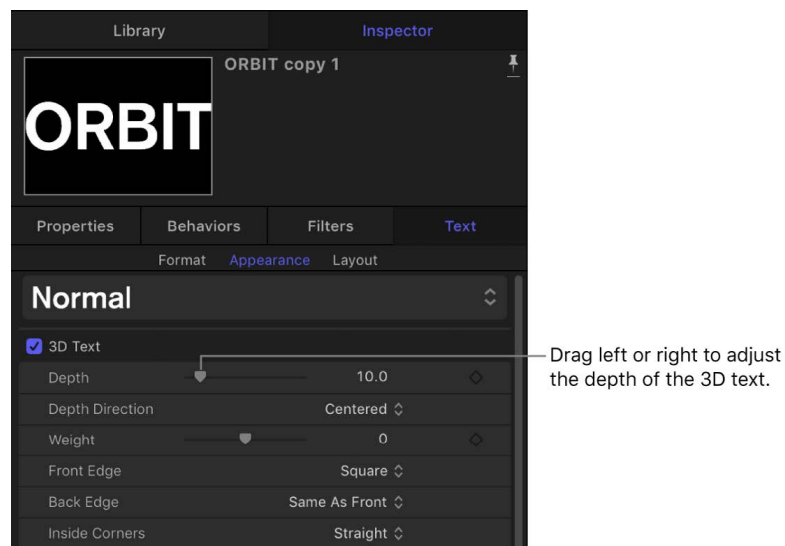 Library Inspector
ORBIT copy 1
ORBIT
Properties Behaviors Filters Text
Format Appearance Layout
Normal
3D Text
Depth 10.0
Drag left or right to adjust
the depth of the 3D text.
Depth Direction Centered
Weight 0
Front Edge Square
Back Edge Same As Front
Inside Corners Straight